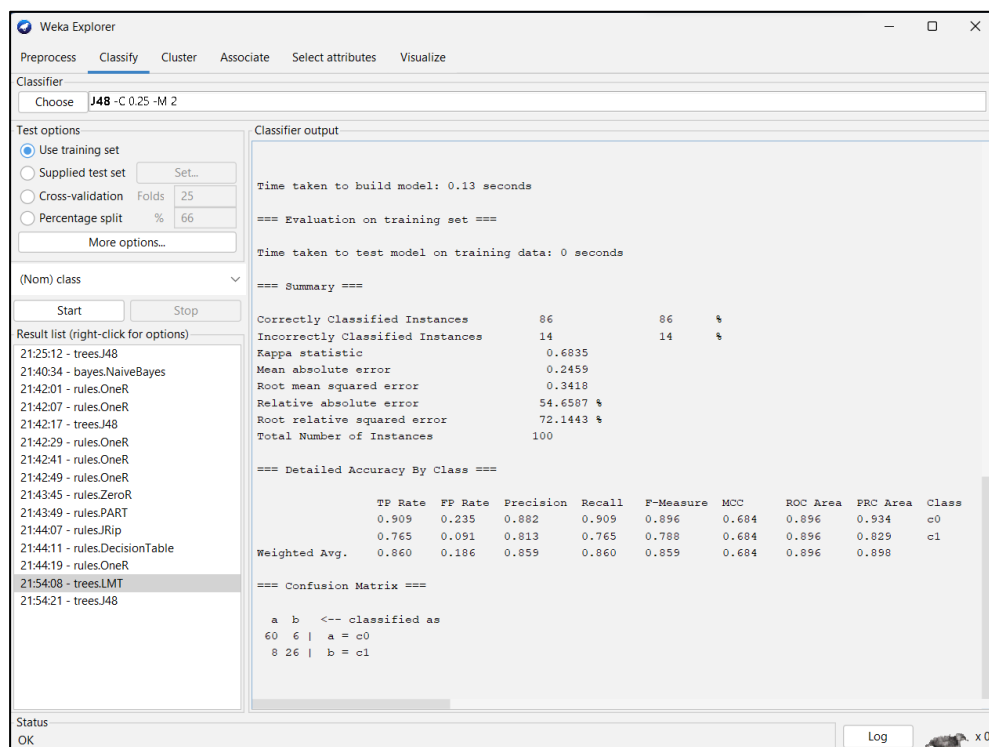 Weka Explorer
Preprocess Classify Cluster Associate Select attributes Visualize
Classifier
Choose J48 -C 0.25 -M 2
Test options
Use training set
Supplied test set Set...
Cross-validation Folds 25
Percentage split % 66
More options...
(Nom) class
Start Stop
Result list (right-click for options)
21:25:12 - trees.J48
21:40:34 - bayes.NaiveBayes
21:42:01 - rules.OneR
21:42:07 - rules.OneR
21:42:17 - trees.J48
21:42:29 - rules.OneR
21:42:41 - rules.OneR
21:42:49 - rules.OneR
21:43:45 - rules.ZeroR
21:43:49 - rules.PART
21:44:07 - rules.JRip
21:44:11 - rules.DecisionTable
21:44:19 - rules.OneR
21:54:08 - trees.LMT
21:54:21 - trees.J48
Classifier output
Time taken to build model: 0.13 seconds
=== Evaluation on training set ===
Time taken to test model on training data: 0 seconds
=== Summary ===
Correctly Classified Instances 86 86 %
Incorrectly Classified Instances 14 14 %
Kappa statistic 0.6835
Mean absolute error 0.2459
Root mean squared error 0.3418
Relative absolute error 54.6587 %
Root relative squared error 72.1443 %
Total Number of Instances 100
=== Detailed Accuracy By Class ===
TP Rate FP Rate Precision Recall F-Measure MCC ROC Area PRC Area Class
0.909 0.235 0.882 0.909 0.896 0.684 0.896 0.934 c0
0.765 0.091 0.813 0.765 0.788 0.684 0.896 0.829 c1
Weighted Avg. 0.860 0.186 0.859 0.860 0.859 0.684 0.896 0.898
=== Confusion Matrix ===
a b <-- classified as
60 6 | a = c0
8 26 | b = c1
Status
OK
Log x 0